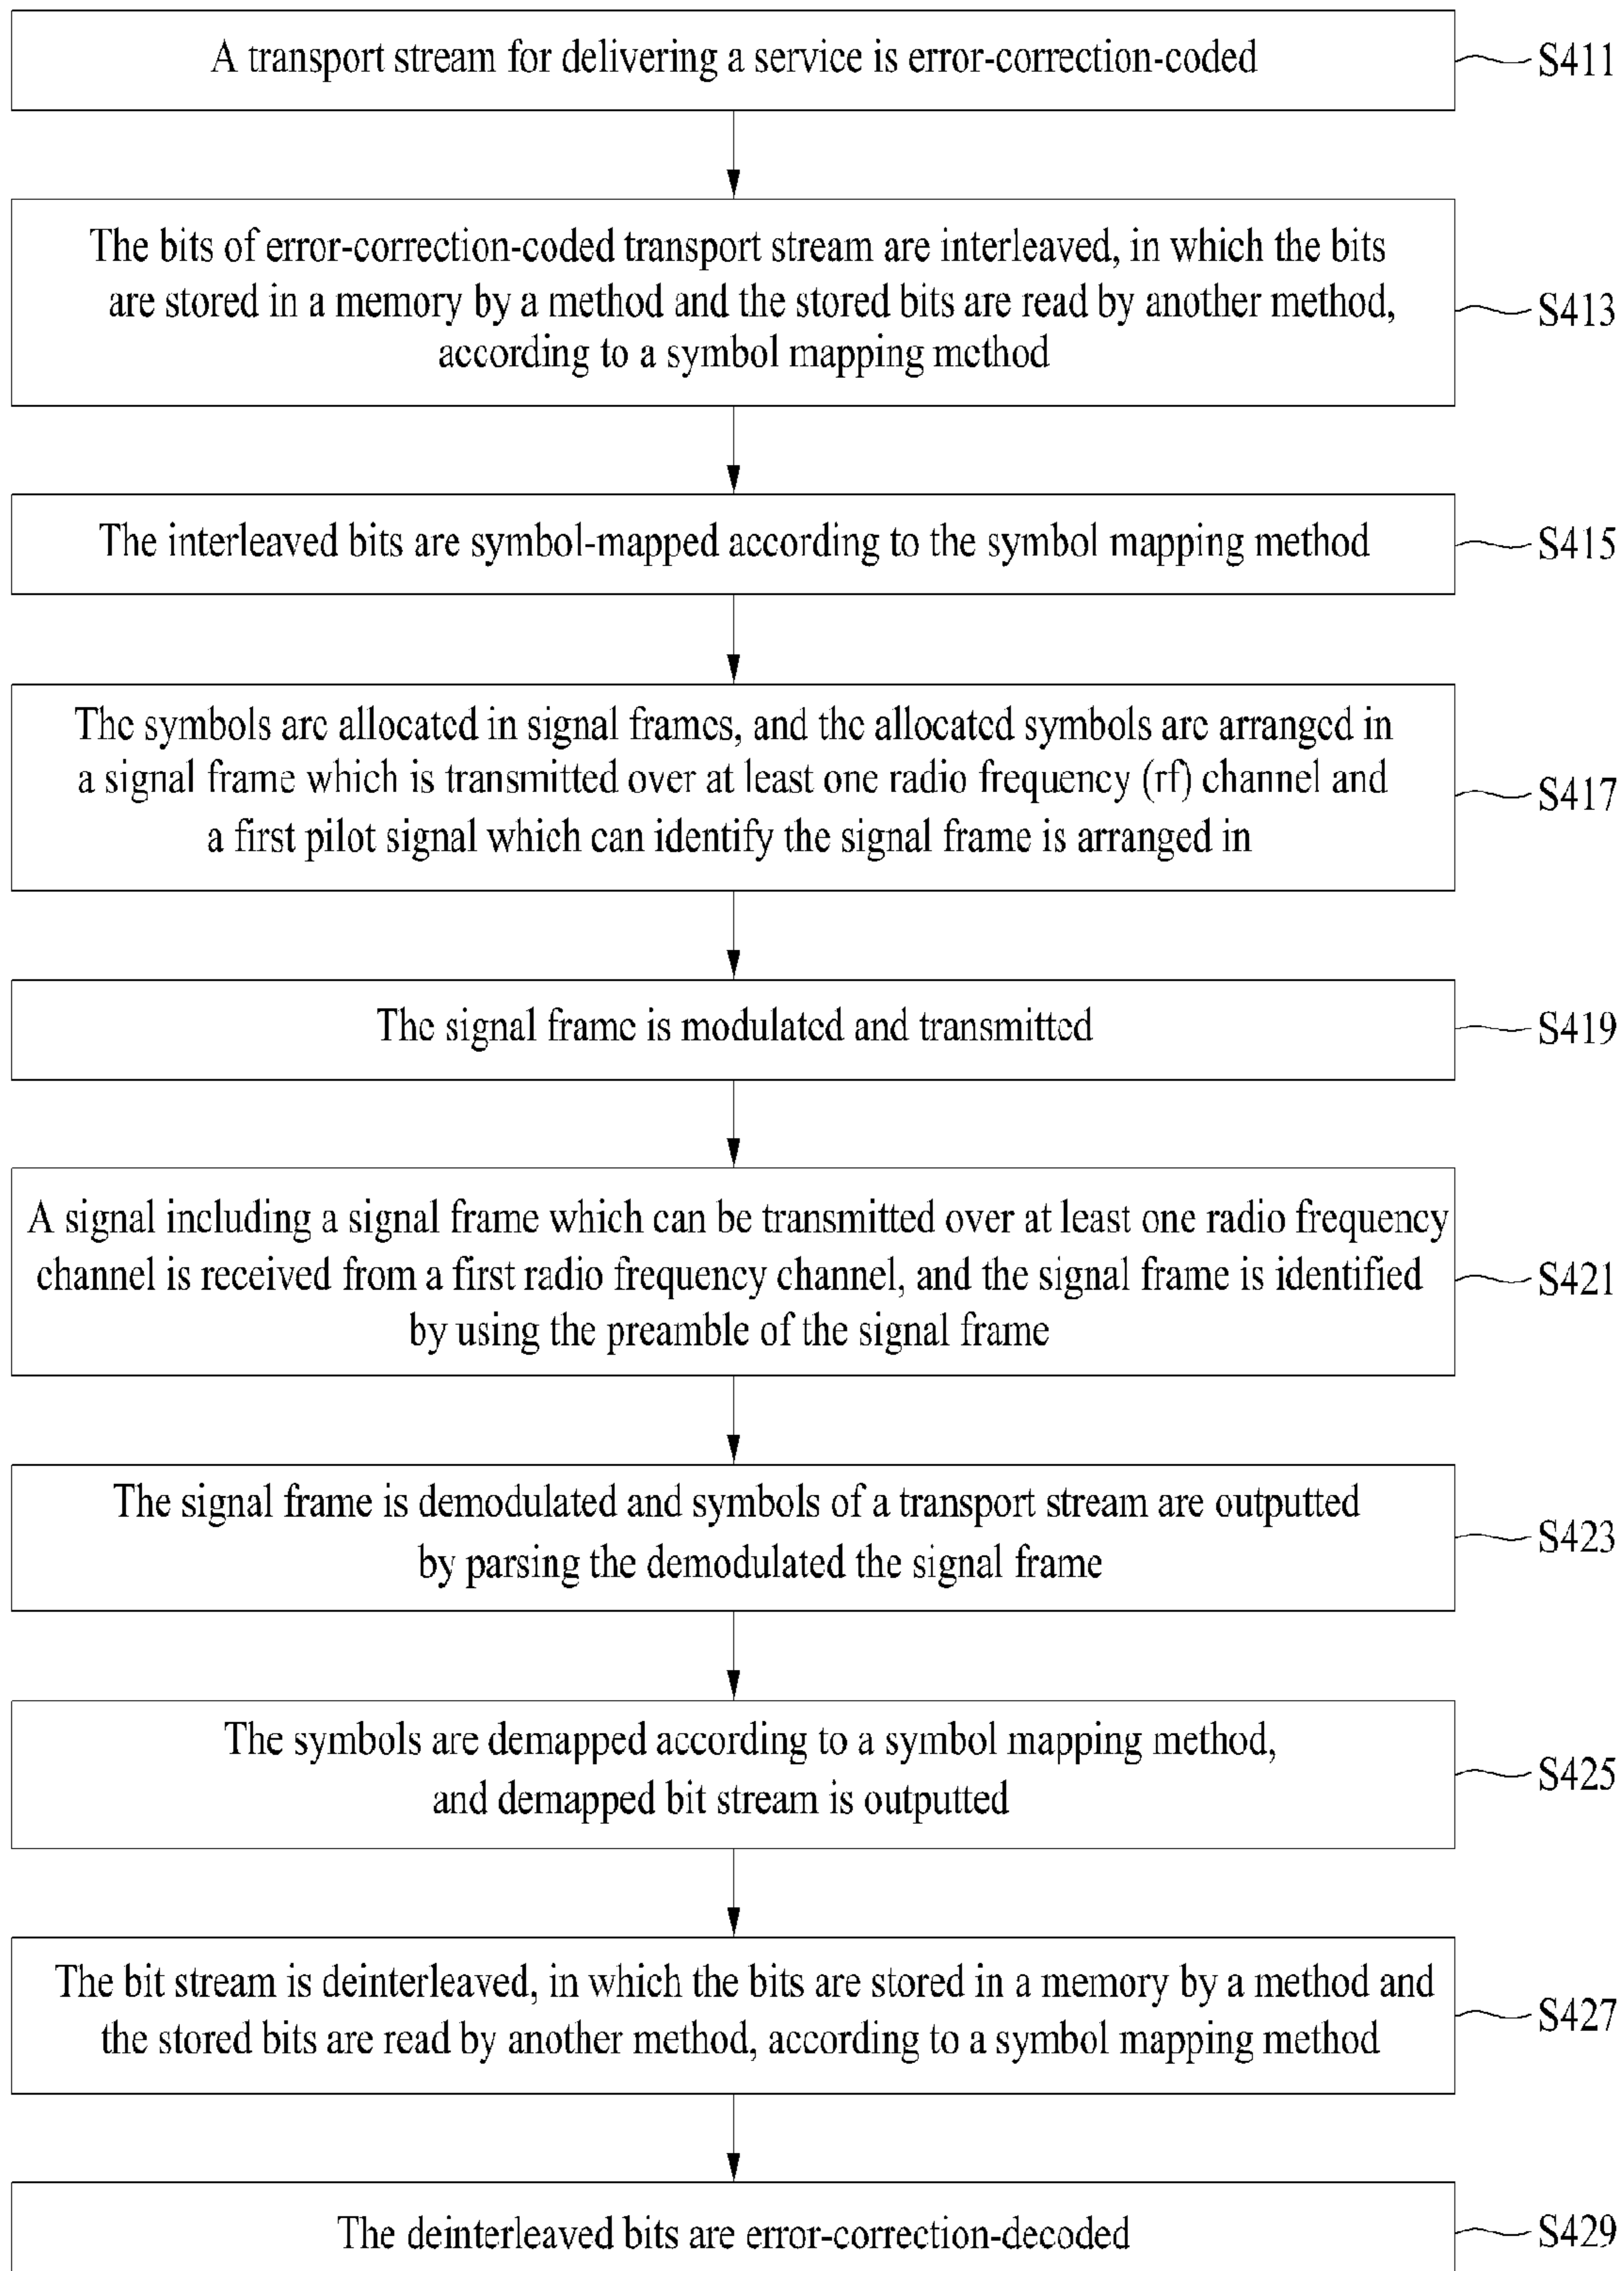 A transport stream for delivering a service is error-correction-coded
S411
The bits of error-correction-coded transport stream are interleaved, in which the bits
are stored in a memory by a method and the stored bits are read by another method,
according to a symbol mapping method
S413
The interleaved bits are symbol-mapped according to the symbol mapping method
S415
The symbols are allocated in signal frames, and the allocated symbols are arranged in
a signal frame which is transmitted over at least one radio frequency (rf) channel and
a first pilot signal which can identify the signal frame is arranged in
S417
The signal frame is modulated and transmitted
S419
A signal including a signal frame which can be transmitted over at least one radio frequency
channel is received from a first radio frequency channel, and the signal frame is identified
by using the preamble of the signal frame
S421
The signal frame is demodulated and symbols of a transport stream are outputted
by parsing the demodulated the signal frame
S423
The symbols are demapped according to a symbol mapping method,
and demapped bit stream is outputted
S425
The bit stream is deinterleaved, in which the bits are stored in a memory by a method and
the stored bits are read by another method, according to a symbol mapping method
S427
The deinterleaved bits are error-correction-decoded
S429